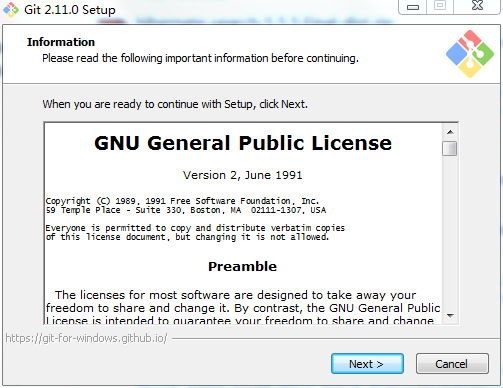 Git 2.11.0 Setup
Information
Please read the following important information before continuing.
When you are ready to continue with Setup, click Next.
GNU General Public License
Version 2, June 1991
Copyright (C) 1989, 1991 Free Software Foundation, Inc.
59 Temple Place - Suite 330, Boston, MA  02111-1307, USA
Everyone is permitted to copy and distribute verbatim copies
of this license document, but changing it is not allowed.
Preamble
The licenses for most software are designed to take away your
freedom to share and change it. By contrast, the GNU General Public
License is intended to guarantee your freedom to share and change
https://git-for-windows.github.io/
Next >
Cancel